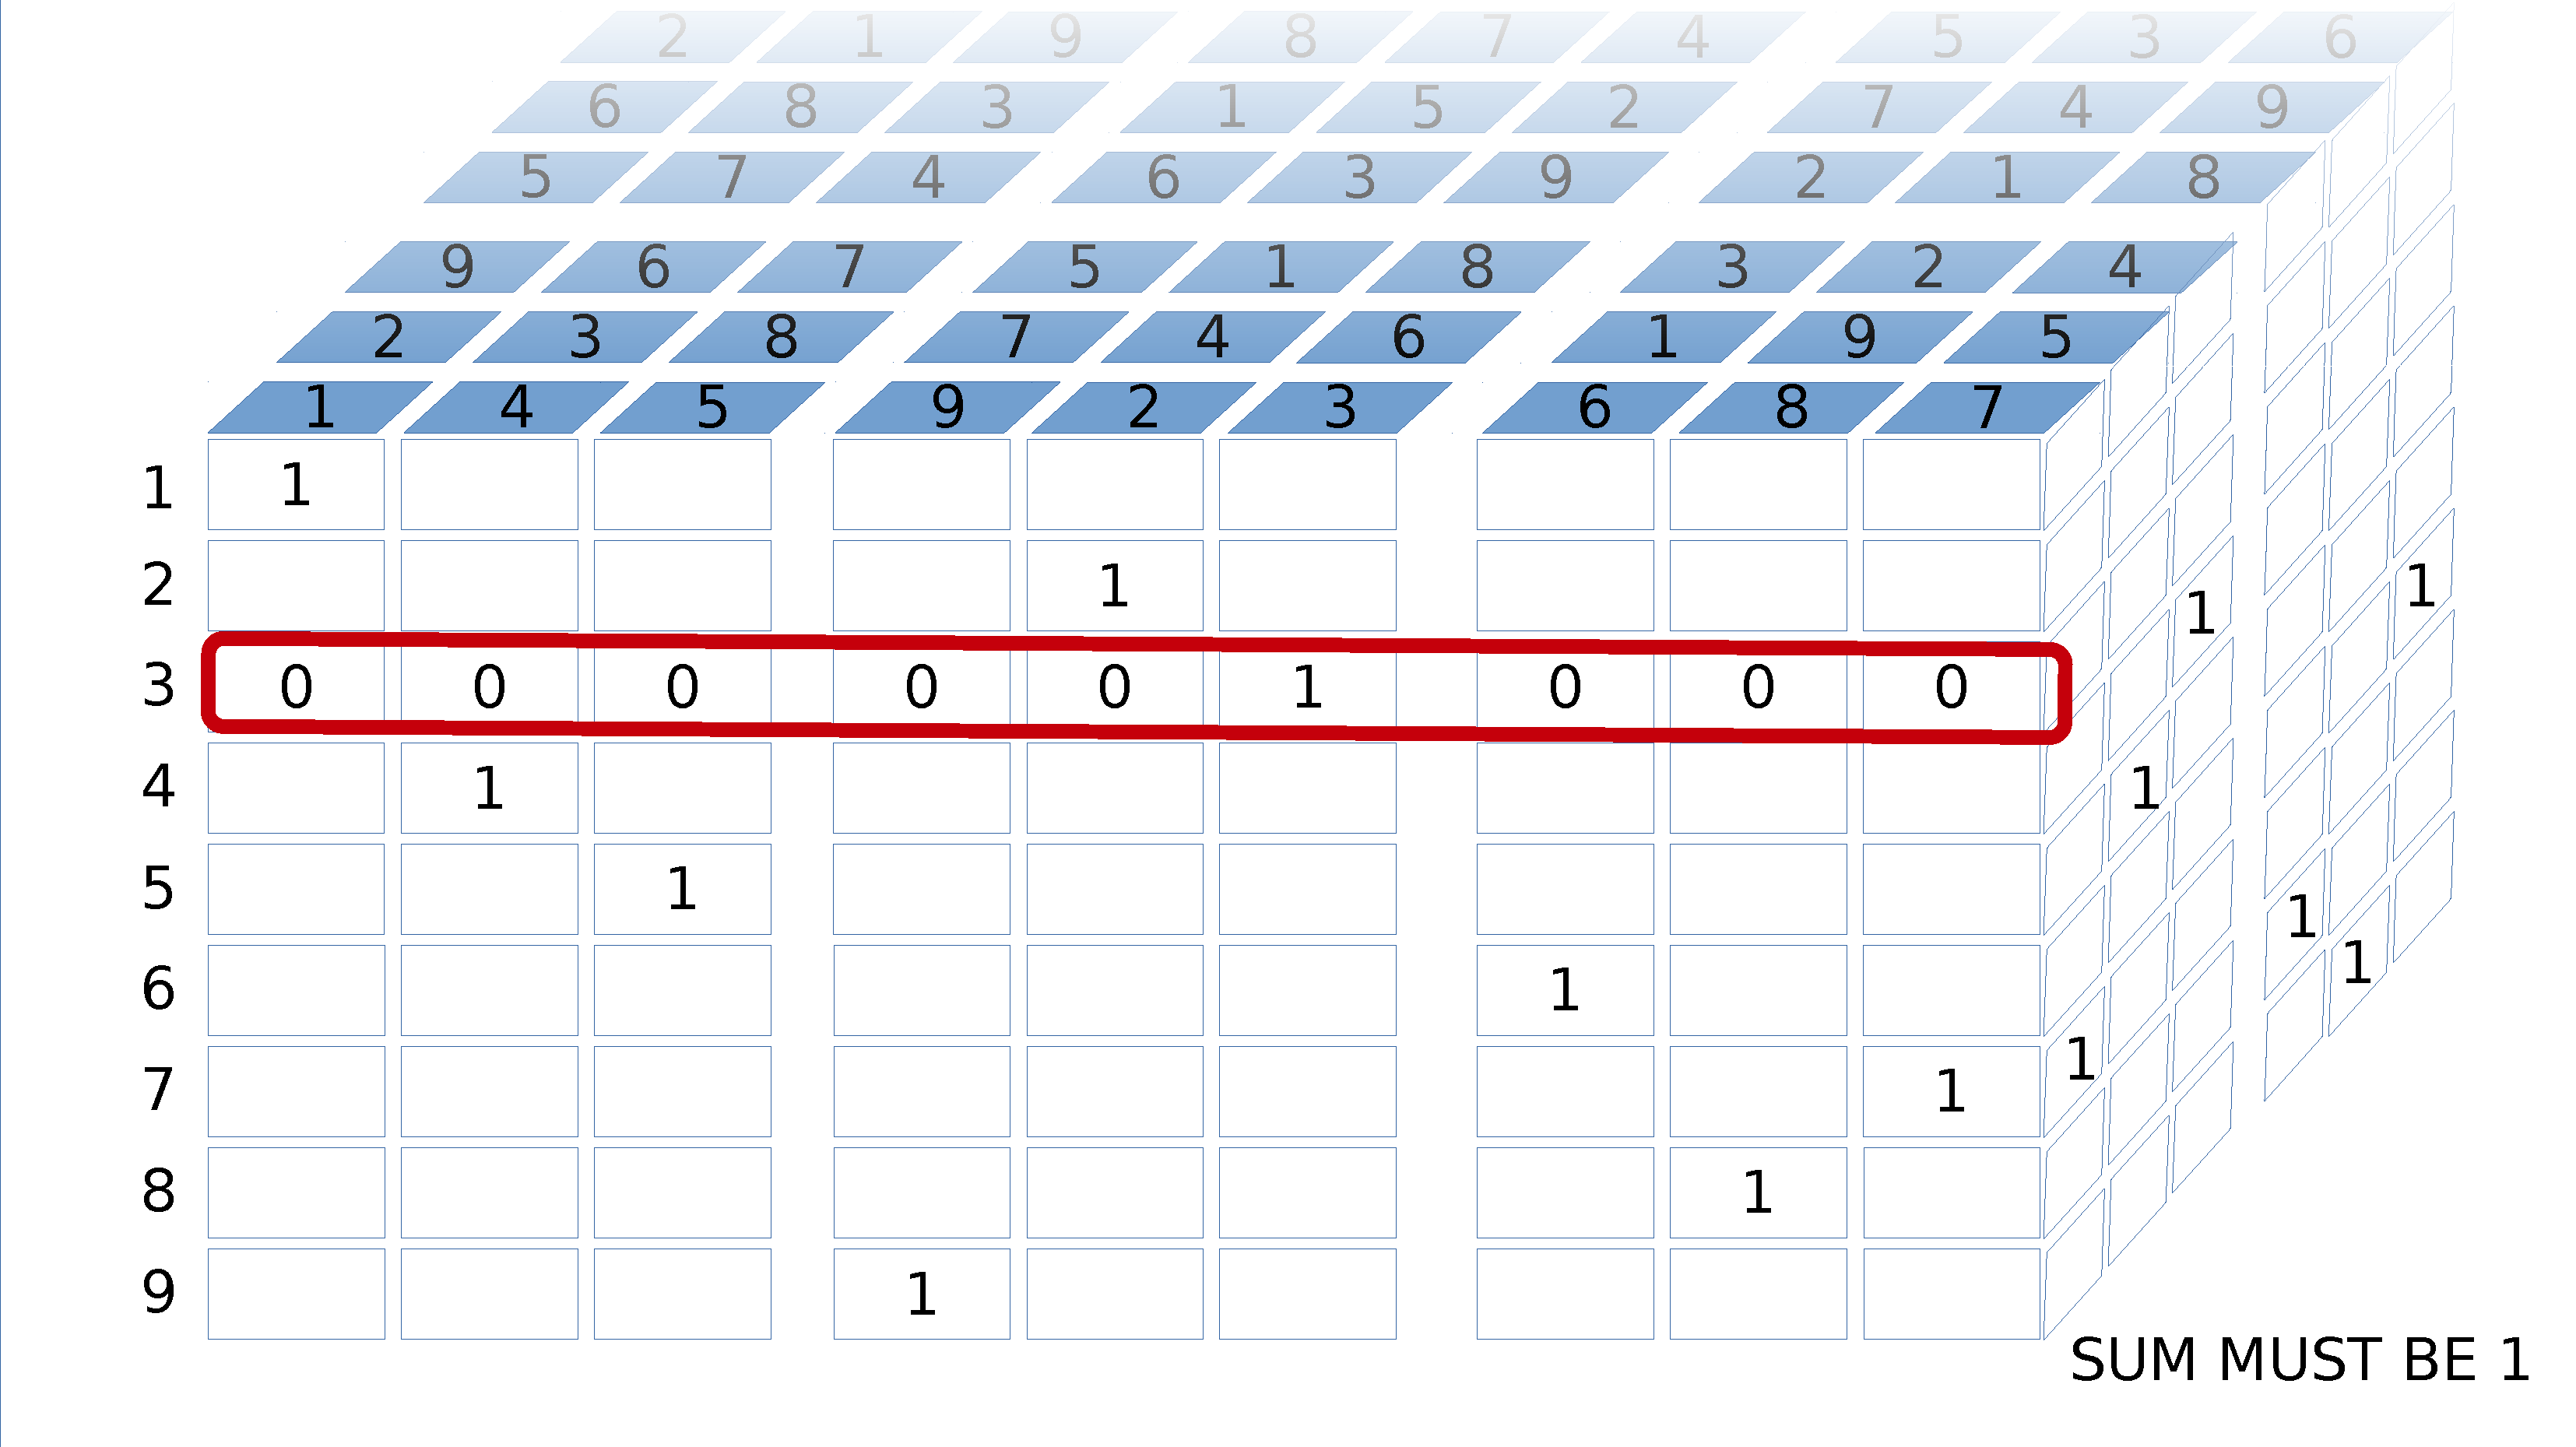 2 1 9 8 7 4 5 3 6
6 8 3 1 5 2 7 4 9
5 7 4 6 3 9 2 1 8
9 6 7 5 1 8 3 2 4
2 3 8 7 4 6 1 9 5
1 4 5 9 2 3 6 8 7
1 1
2 1 1 1
3 0 0 0 0 0 1 0 0 0
4 1 1
5 1 1
6 1 1
7 1 1
8 1
9 1
SUM MUST BE 1